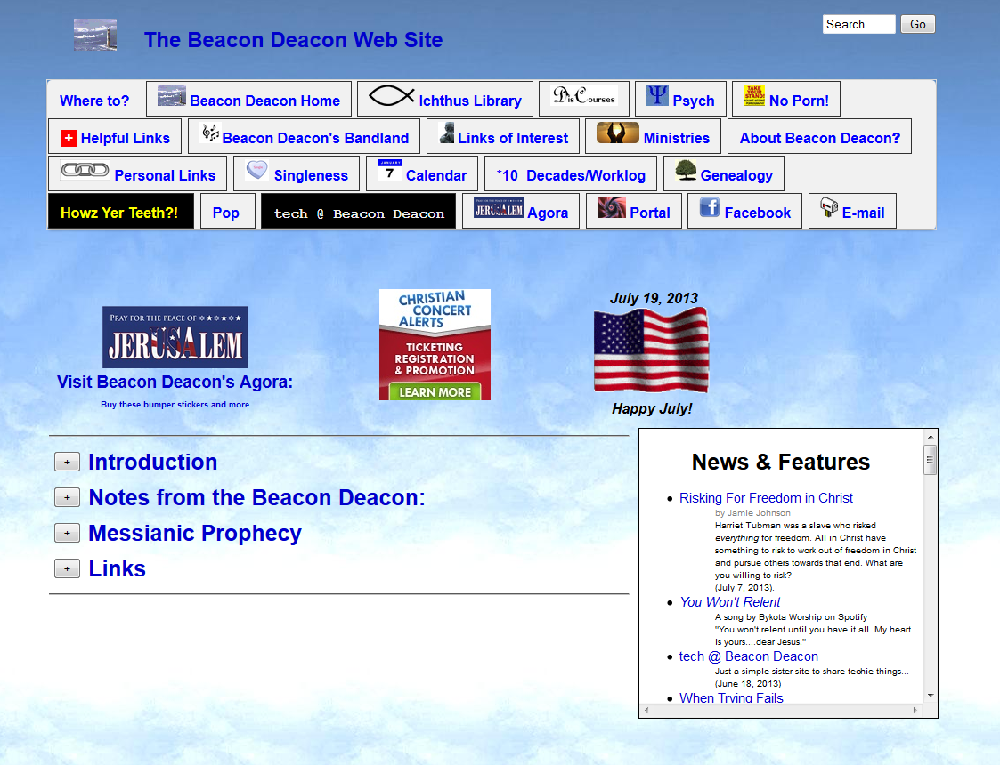 The Beacon Deacon Web Site
Search Go
Where to? Beacon Deacon Home Ichthus Library DisCourses Ψ Psych TAKE YOUR STAND! No Porn!
+ Helpful Links Beacon Deacon's Bandland Links of Interest Ministries About Beacon Deacon?
Personal Links Singleness JANUARY 7 Calendar *10 Decades/Worklog Genealogy
Howz Yer Teeth?! Pop tech @ Beacon Deacon PRAY FOR THE PEACE OF JERUSALEM Agora Portal f Facebook E-mail
PRAY FOR THE PEACE OF ✡★✡★✡★
JERUSALEM
Visit Beacon Deacon's Agora:
Buy these bumper stickers and more
CHRISTIAN
CONCERT
ALERTS
TICKETING
REGISTRATION
& PROMOTION
LEARN MORE
July 19, 2013
Happy July!
+ Introduction
+ Notes from the Beacon Deacon:
+ Messianic Prophecy
+ Links
News & Features
• Risking For Freedom in Christ
by Jamie Johnson
Harriet Tubman was a slave who risked
everything for freedom. All in Christ have
something to risk to work out of freedom in Christ
and pursue others towards that end. What are
you willing to risk?
(July 7, 2013).
• You Won't Relent
A song by Bykota Worship on Spotify
"You won't relent until you have it all. My heart
is yours....dear Jesus."
• tech @ Beacon Deacon
Just a simple sister site to share techie things...
(June 18, 2013)
• When Trying Fails